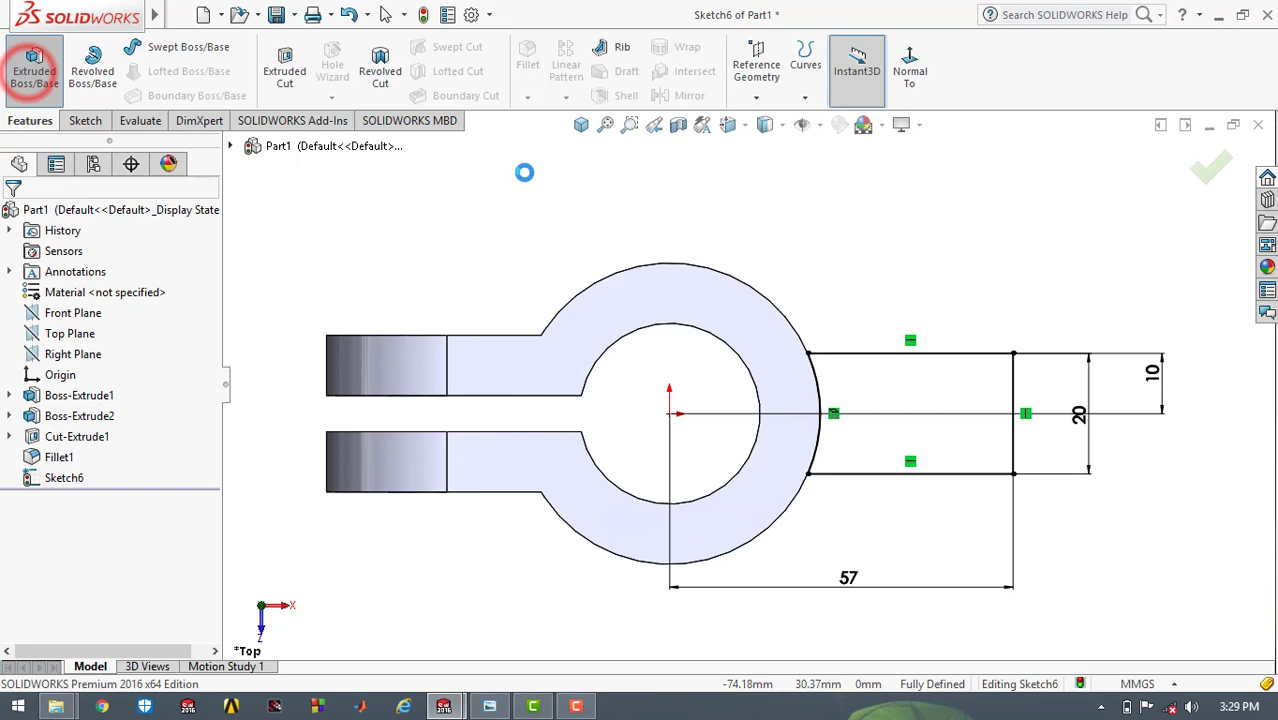 SOLIDWORKS
Sketch6 of Part1 *
Search SOLIDWORKS Help
?
Extruded Boss/Base
Revolved Boss/Base
Swept Boss/Base
Lofted Boss/Base
Boundary Boss/Base
Extruded Cut
Hole Wizard
Revolved Cut
Swept Cut
Lofted Cut
Boundary Cut
Fillet
Linear Pattern
Rib
Draft
Shell
Wrap
Intersect
Mirror
Reference Geometry
Curves
Instant3D
Normal To
Features
Sketch
Evaluate
DimXpert
SOLIDWORKS Add-Ins
SOLIDWORKS MBD
Part1 (Default<<Default>...
Part1 (Default<<Default>_Display State
History
Sensors
Annotations
Material <not specified>
Front Plane
Top Plane
Right Plane
Origin
Boss-Extrude1
Boss-Extrude2
Cut-Extrude1
Fillet1
Sketch6
10
20
57
X
Z
*Top
Model
3D Views
Motion Study 1
SOLIDWORKS Premium 2016 x64 Edition
-74.18mm
30.37mm
0mm
Fully Defined
Editing Sketch6
MMGS
3:29 PM